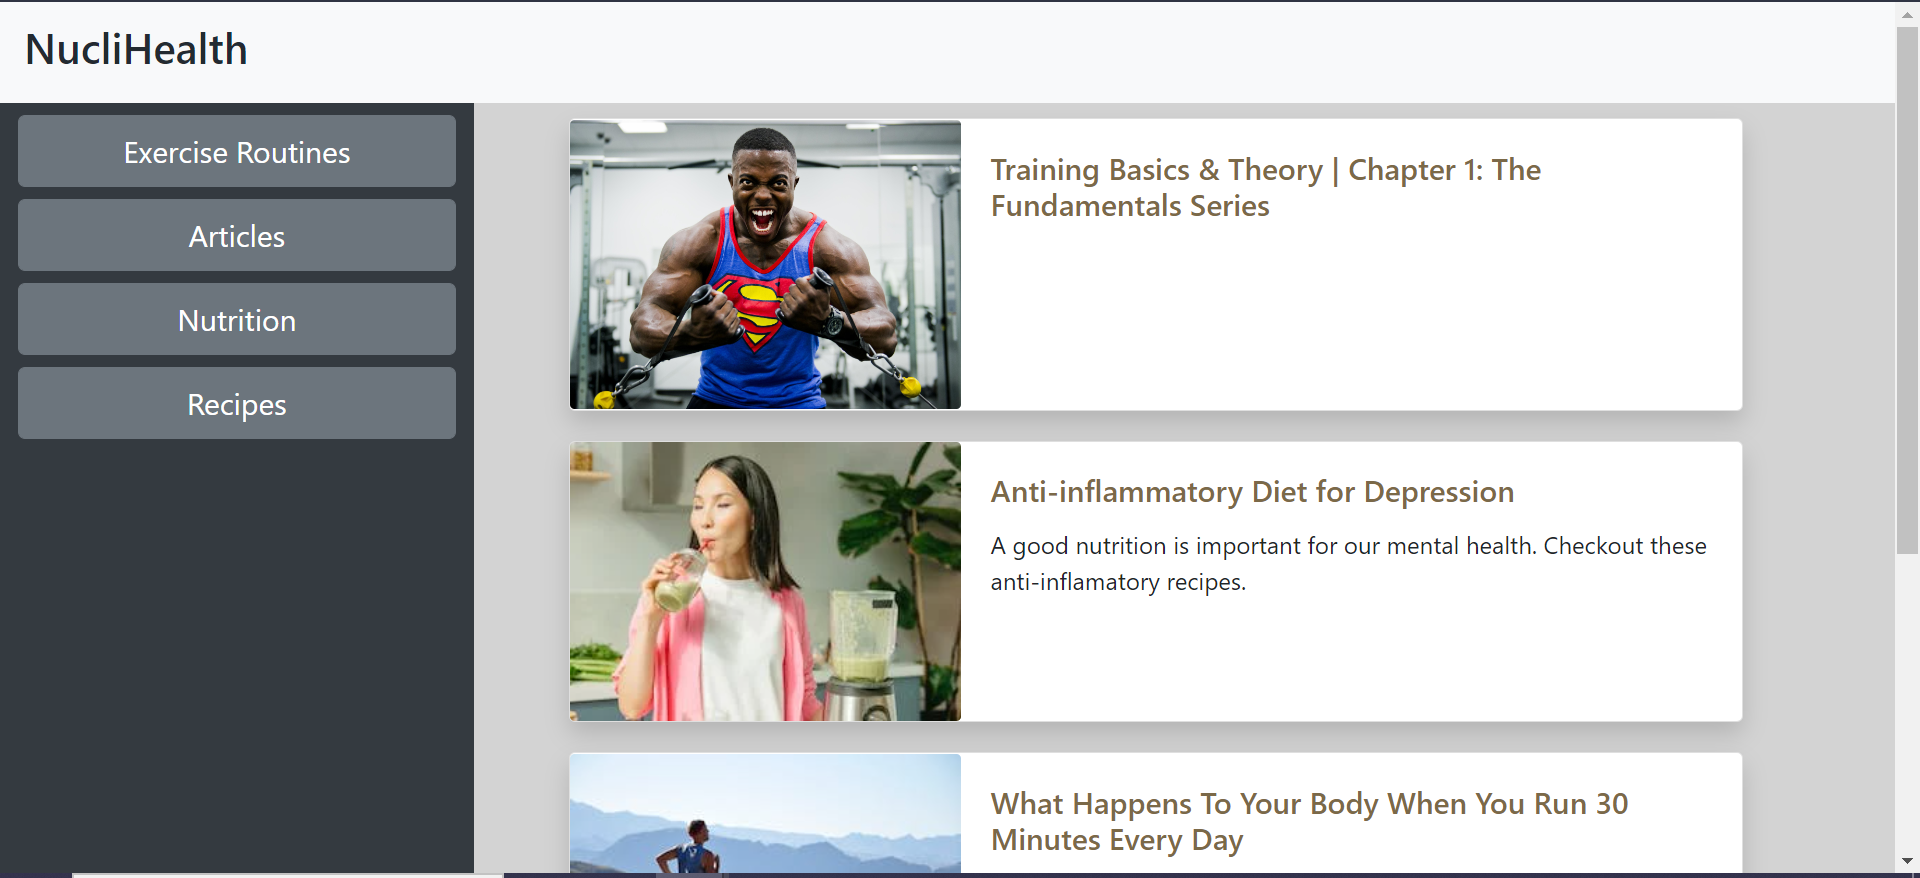 NucliHealth
Exercise Routines
Articles
Nutrition
Recipes
Training Basics & Theory | Chapter 1: The
Fundamentals Series
Anti-inflammatory Diet for Depression
A good nutrition is important for our mental health. Checkout these
anti-inflamatory recipes.
What Happens To Your Body When You Run 30
Minutes Every Day